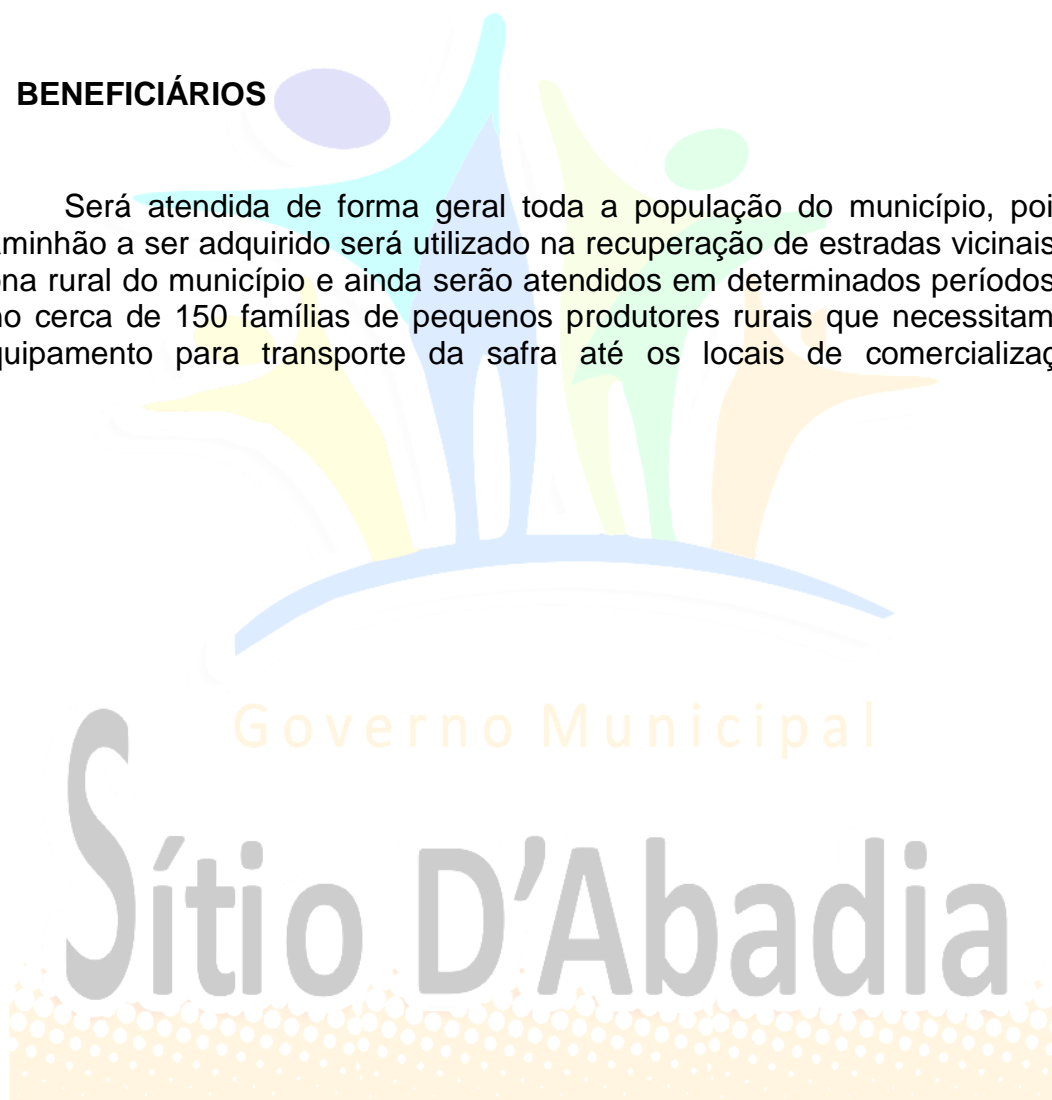 BENEFICIÁRIOS
Será atendida de forma geral toda a população do município, poi
aminhão a ser adquirido será utilizado na recuperação de estradas vicinais
ona rural do município e ainda serão atendidos em determinados períodos
no cerca de 150 famílias de pequenos produtores rurais que necessitam
quipamento para transporte da safra até os locais de comercializaç
Governo Municipal
Sítio D'Abadia